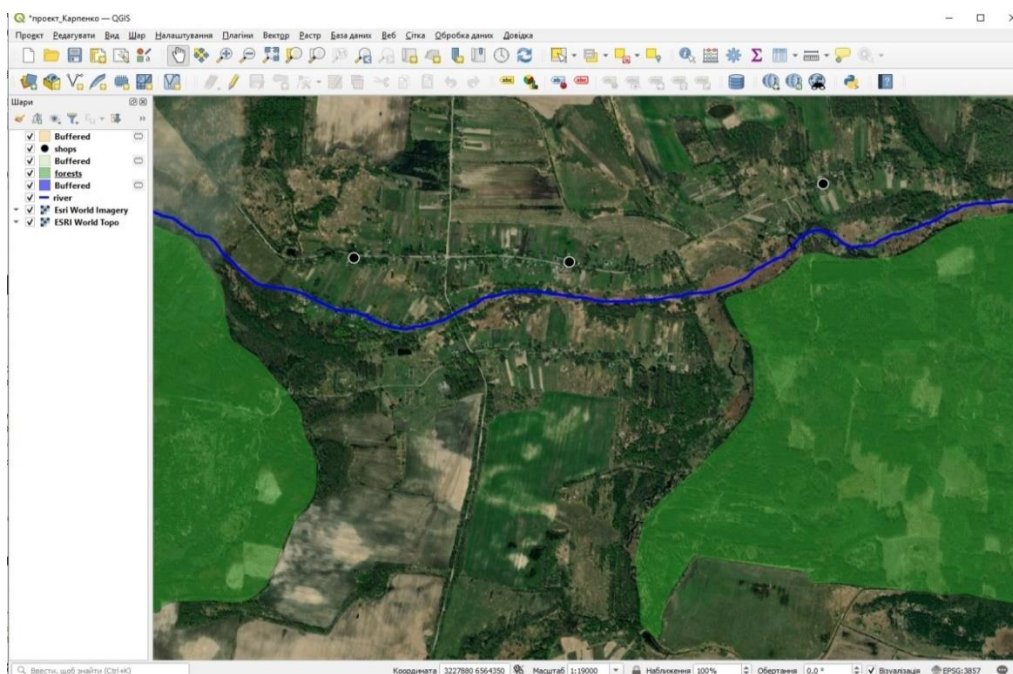 *проект_Карпенко — QGIS
Проєкт Редагувати Вид Шар Налаштування Плагіни Вектор Растр База даних Веб Сітка Обробка даних Довідка
Шари
Buffered
shops
Buffered
forests
Buffered
river
Esri World Imagery
ESRI World Topo
Ввести, щоб знайти (Ctrl+K) Координата 3227880 6564350 Масштаб 1:19000 Наближення 100% Обертання 0,0 ° Візуалізація EPSG:3857